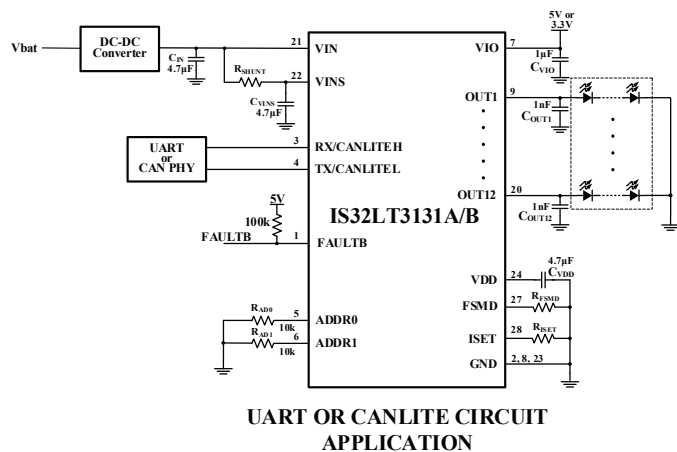 5V or
3.3V
Vbat
DC-DC
Converter
21
VIN
VIO
7
CIN
4.7µF
1µF
CVIO
RSHUNT
22
VINS
CVINS
4.7µF
9
OUT1
1nF
COUT1
UART
or
CAN PHY
3
RX/CANLITEH
4
TX/CANLITEL
20
OUT12
1nF
COUT12
5V
100k
IS32LT3131A/B
FAULTB
1
FAULTB
4.7µF
VDD
24
CVDD
FSMD
27
RFSMD
RAD0
5
ADDR0
10k
ISET
28
RISET
RAD1
6
ADDR1
10k
GND
2, 8, 23
UART OR CANLITE CIRCUIT
APPLICATION